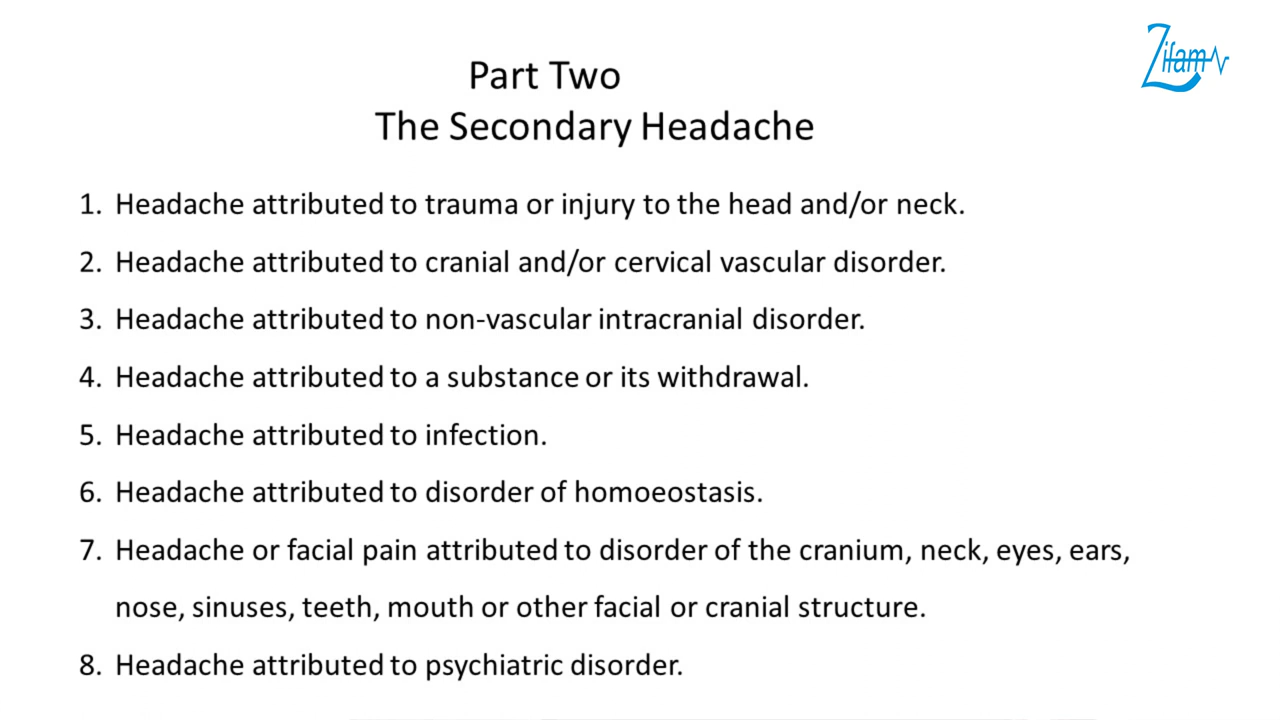 Zifam
Part Two
The Secondary Headache
1. Headache attributed to trauma or injury to the head and/or neck.
2. Headache attributed to cranial and/or cervical vascular disorder.
3. Headache attributed to non-vascular intracranial disorder.
4. Headache attributed to a substance or its withdrawal.
5. Headache attributed to infection.
6. Headache attributed to disorder of homoeostasis.
7. Headache or facial pain attributed to disorder of the cranium, neck, eyes, ears,
nose, sinuses, teeth, mouth or other facial or cranial structure.
8. Headache attributed to psychiatric disorder.